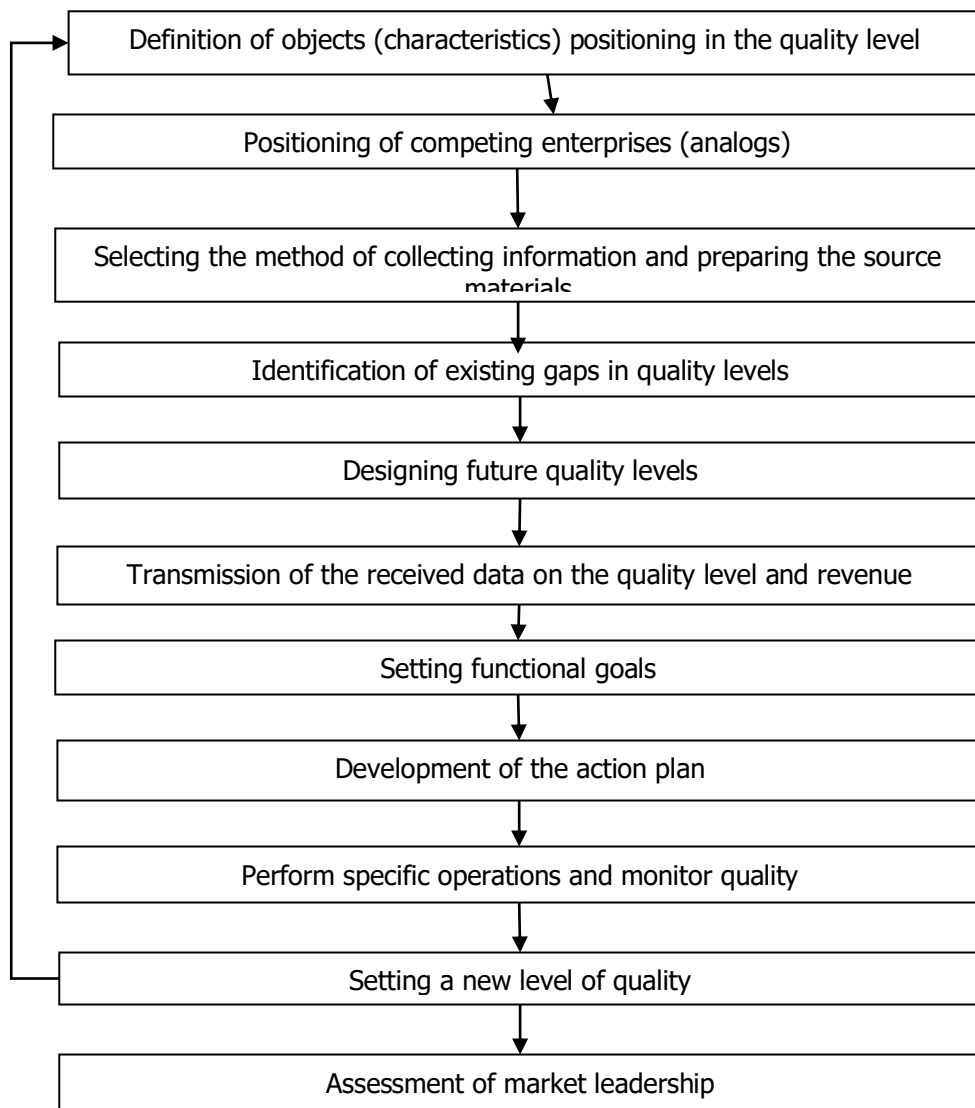 Definition of objects (characteristics) positioning in the quality level
Positioning of competing enterprises (analogs)
Selecting the method of collecting information and preparing the source
materials
Identification of existing gaps in quality levels
Designing future quality levels
Transmission of the received data on the quality level and revenue
Setting functional goals
Development of the action plan
Perform specific operations and monitor quality
Setting a new level of quality
Assessment of market leadership